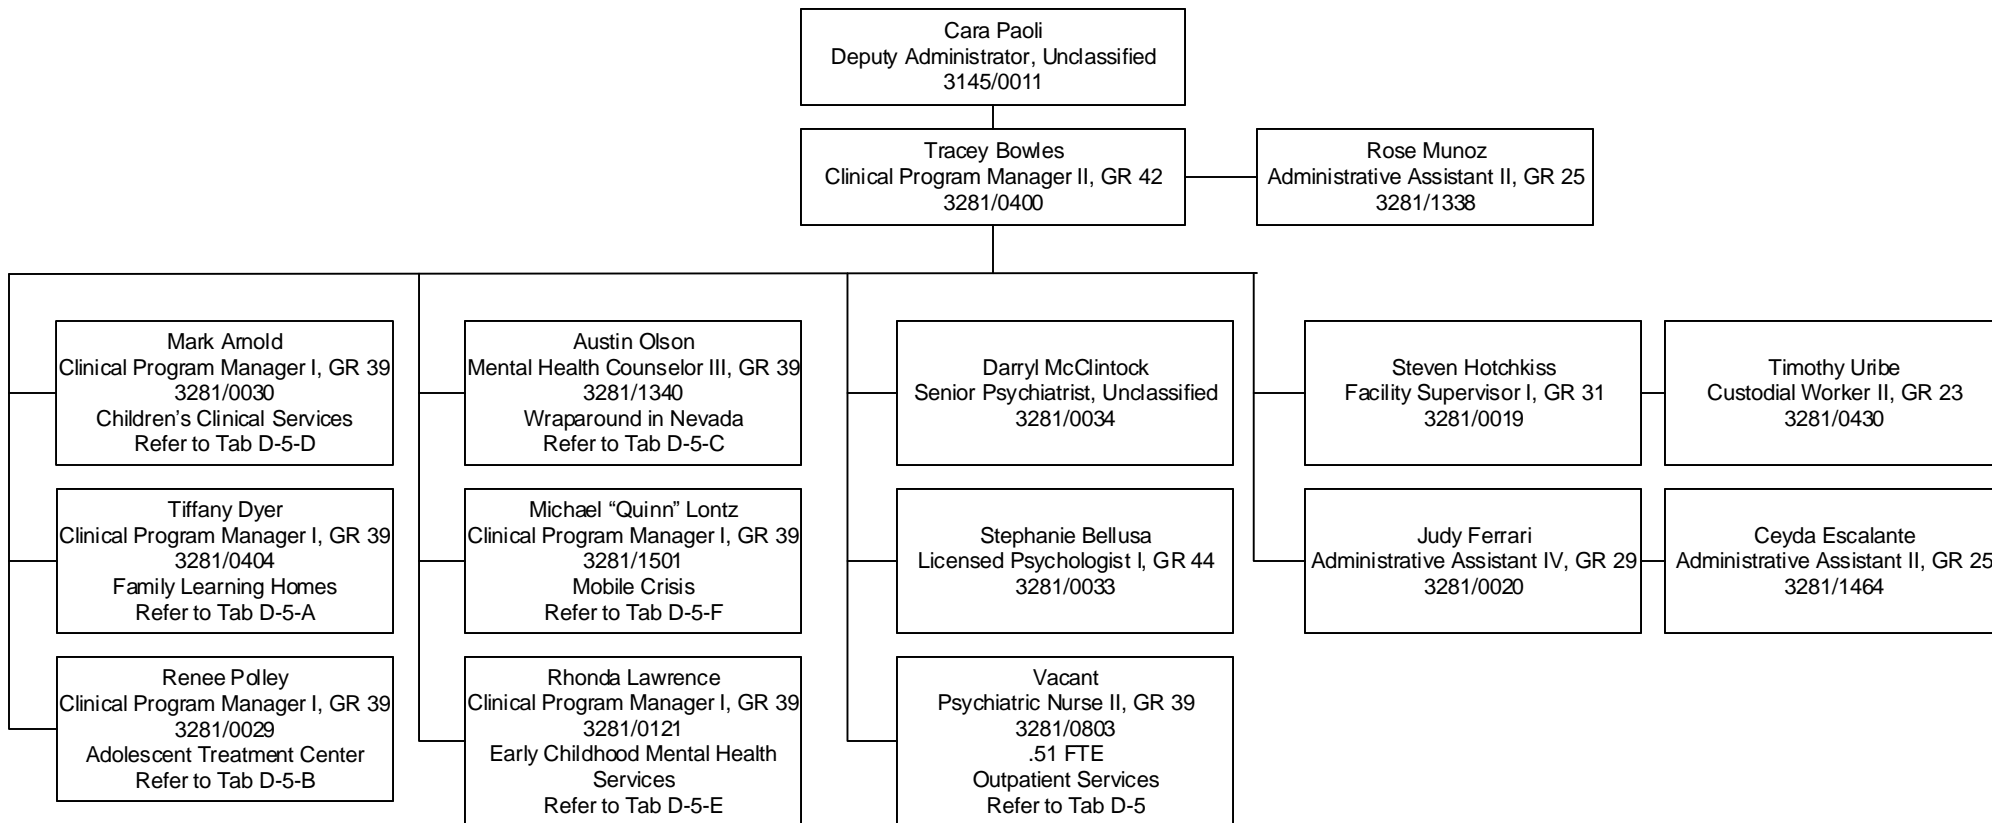 Cara Paoli
Deputy Administrator, Unclassified
3145/0011
Tracey Bowles
Clinical Program Manager II, GR 42
3281/0400
Rose Munoz
Administrative Assistant II, GR 25
3281/1338
Mark Arnold
Clinical Program Manager I, GR 39
3281/0030
Children’s Clinical Services
Refer to Tab D-5-D
Tiffany Dyer
Clinical Program Manager I, GR 39
3281/0404
Family Learning Homes
Refer to Tab D-5-A
Renee Polley
Clinical Program Manager I, GR 39
3281/0029
Adolescent Treatment Center
Refer to Tab D-5-B
Austin Olson
Mental Health Counselor III, GR 39
3281/1340
Wraparound in Nevada
Refer to Tab D-5-C
Michael “Quinn” Lontz
Clinical Program Manager I, GR 39
3281/1501
Mobile Crisis
Refer to Tab D-5-F
Rhonda Lawrence
Clinical Program Manager I, GR 39
3281/0121
Early Childhood Mental Health
Services
Refer to Tab D-5-E
Darryl McClintock
Senior Psychiatrist, Unclassified
3281/0034
Stephanie Bellusa
Licensed Psychologist I, GR 44
3281/0033
Vacant
Psychiatric Nurse II, GR 39
3281/0803
.51 FTE
Outpatient Services
Refer to Tab D-5
Steven Hotchkiss
Facility Supervisor I, GR 31
3281/0019
Timothy Uribe
Custodial Worker II, GR 23
3281/0430
Judy Ferrari
Administrative Assistant IV, GR 29
3281/0020
Ceyda Escalante
Administrative Assistant II, GR 25
3281/1464